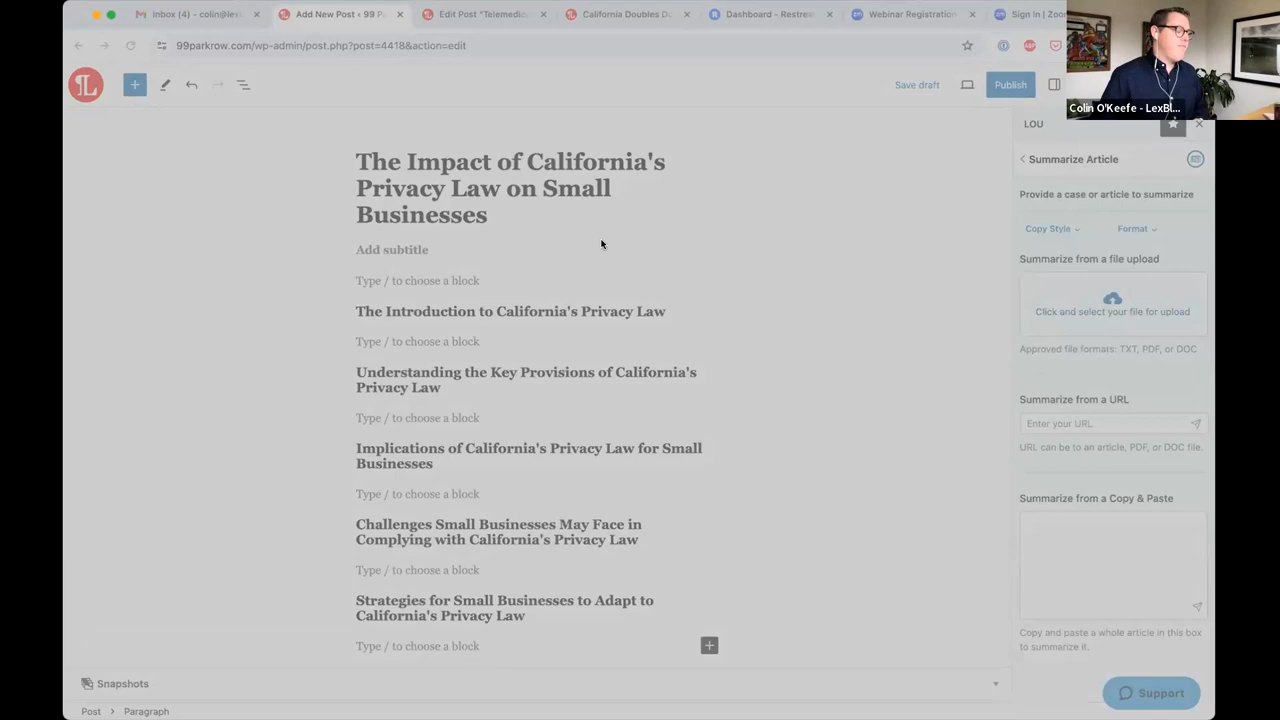 Inbox (4) - colin@lex
Add New Post ‹ 99 P
Edit Post "Telemedic
California Doubles D
Dashboard - Restrea
Webinar Registration
Sign in | Zoo
99parkrow.com/wp-admin/post.php?post=4418&action=edit
Save draft
Publish
Colin O'Keefe - LexBl...
LOU
Summarize Article
Provide a case or article to summarize
Copy Style
Format
Summarize from a file upload
Click and select your file for upload
Approved file formats: TXT, PDF, or DOC
Summarize from a URL
Enter your URL
URL can be to an article, PDF, or DOC file.
Summarize from a Copy & Paste
Copy and paste a whole article in this box
to summarize it.
Support
The Impact of California's
Privacy Law on Small
Businesses
Add subtitle
Type / to choose a block
The Introduction to California's Privacy Law
Type / to choose a block
Understanding the Key Provisions of California's
Privacy Law
Type / to choose a block
Implications of California's Privacy Law for Small
Businesses
Type / to choose a block
Challenges Small Businesses May Face in
Complying with California's Privacy Law
Type / to choose a block
Strategies for Small Businesses to Adapt to
California's Privacy Law
Type / to choose a block
Snapshots
Post > Paragraph